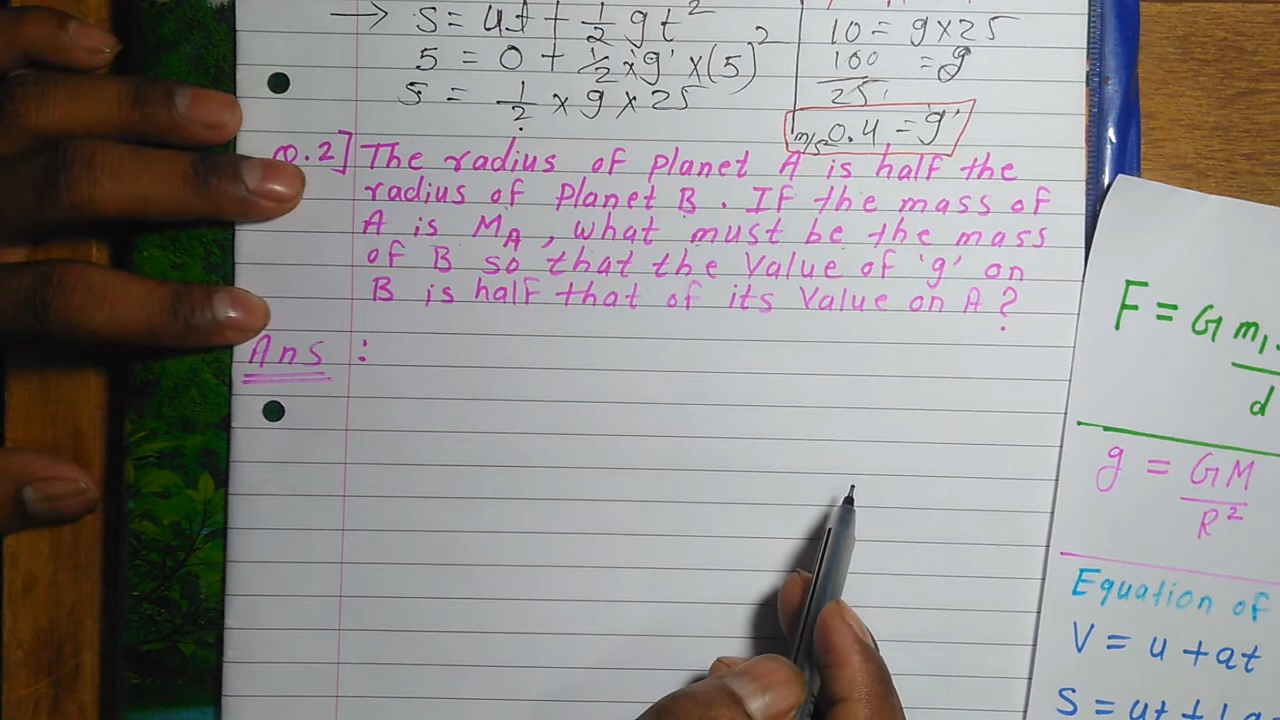 → S = ut + 1/2 gt²
5 = 0 + 1/2 × 'g' × (5)²
5 = 1/2 × g × 25
10 = g × 25
100/25 = g
m/s² 0.4 = 'g'
Q.2] The radius of planet A is half the
radius of Planet B. If the mass of
A is M_A, what must be the mass
of B so that the Value of 'g' on
B is half that of its Value on A?
Ans :
F = G m₁.
d
g = GM/R²
Equation of
V = u + at
S = ut +